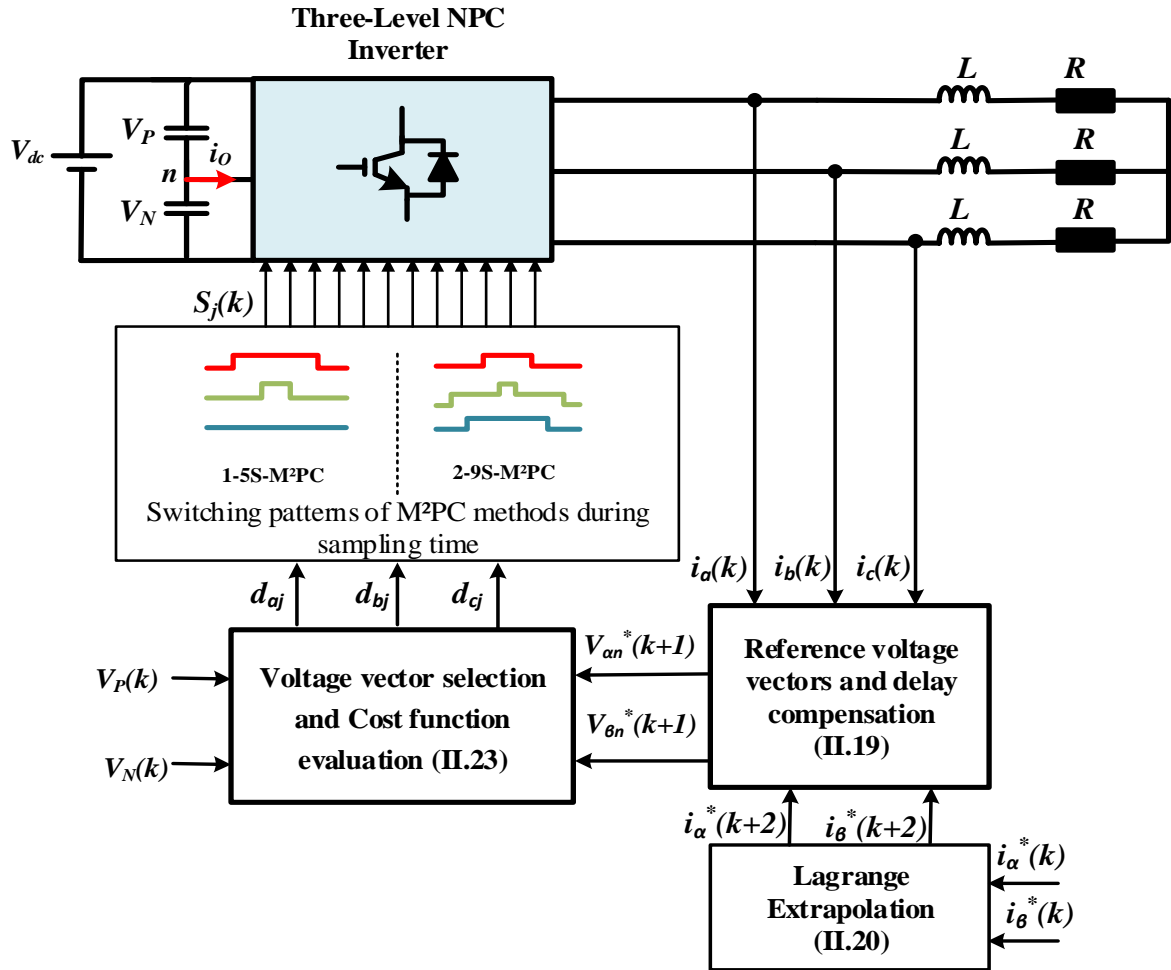 Three-Level NPC
Inverter
L R
V_P
V_dc
i_O
n
V_N
L R
L R
S_j(k)
1-5S-M²PC 2-9S-M²PC
Switching patterns of M²PC methods during
sampling time
i_a(k) i_b(k) i_c(k)
d_aj d_bj d_cj
V_P(k)
V_N(k)
Voltage vector selection
and Cost function
evaluation (II.23)
V_αn^*(k+1)
V_βn^*(k+1)
Reference voltage
vectors and delay
compensation
(II.19)
i_α^*(k+2) i_β^*(k+2)
Lagrange
Extrapolation
(II.20)
i_α^*(k)
i_β^*(k)